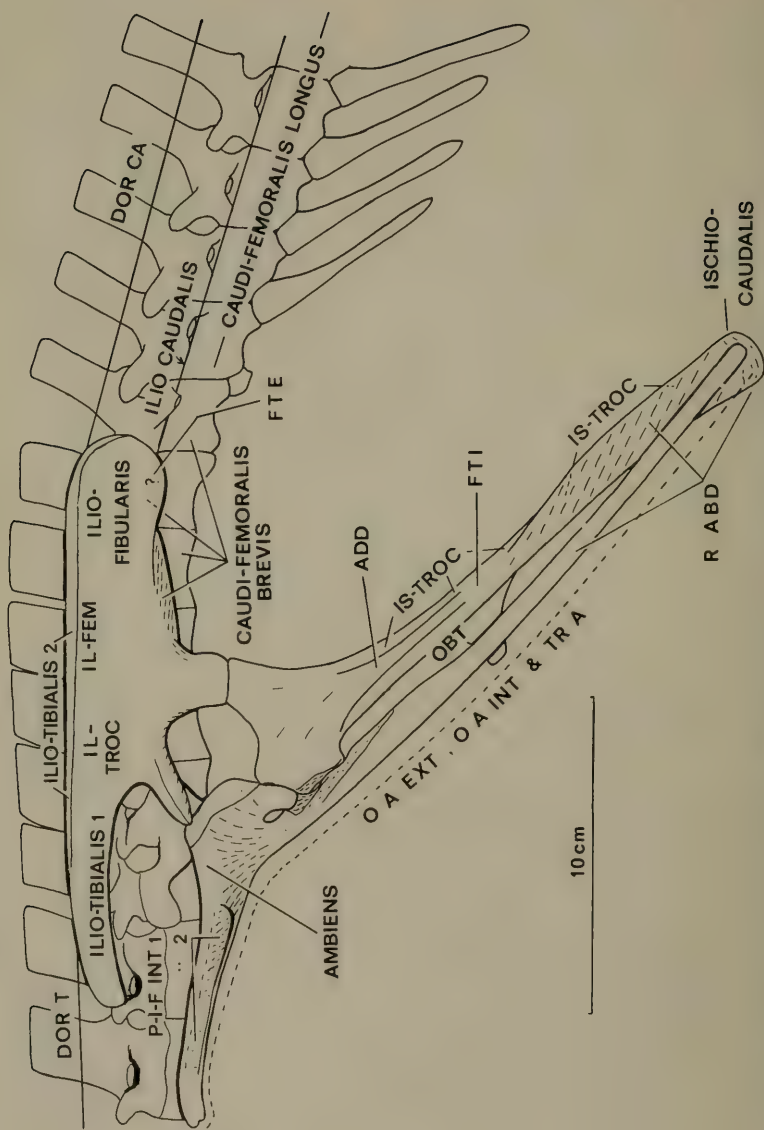 DOR T
DOR CA
ILIO-TIBIALIS 2
ILIO-TIBIALIS 1
IL-TROC
IL-FEM
ILIO-
FIBULARIS
?
ILIO CAUDALIS
CAUDI-FEMORALIS LONGUS
FTE
CAUDI-FEMORALIS
BREVIS
P-I-F INT 1
.. 2
AMBIENS
ADD
IS-TROC
FTI
OBT
IS-TROC
ISCHIO-
CAUDALIS
R ABD
O A EXT . O A INT & TR A
10 cm